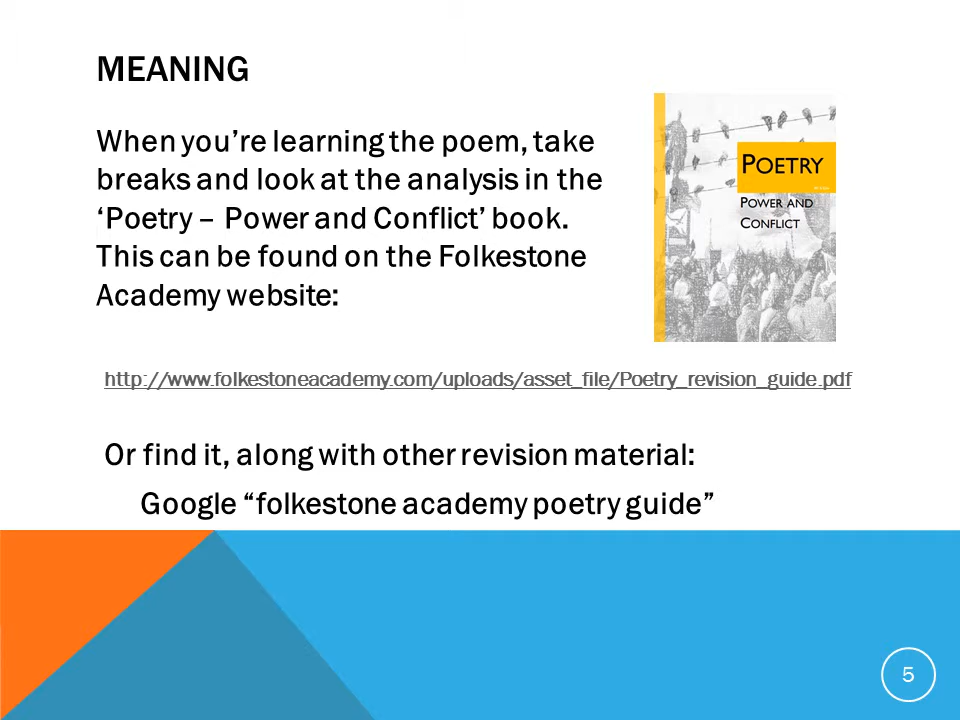 MEANING
When you’re learning the poem, take
breaks and look at the analysis in the
‘Poetry – Power and Conflict’ book.
This can be found on the Folkestone
Academy website:
POETRY
POWER AND
CONFLICT
http://www.folkestoneacademy.com/uploads/asset_file/Poetry_revision_guide.pdf
Or find it, along with other revision material:
Google “folkestone academy poetry guide”
5